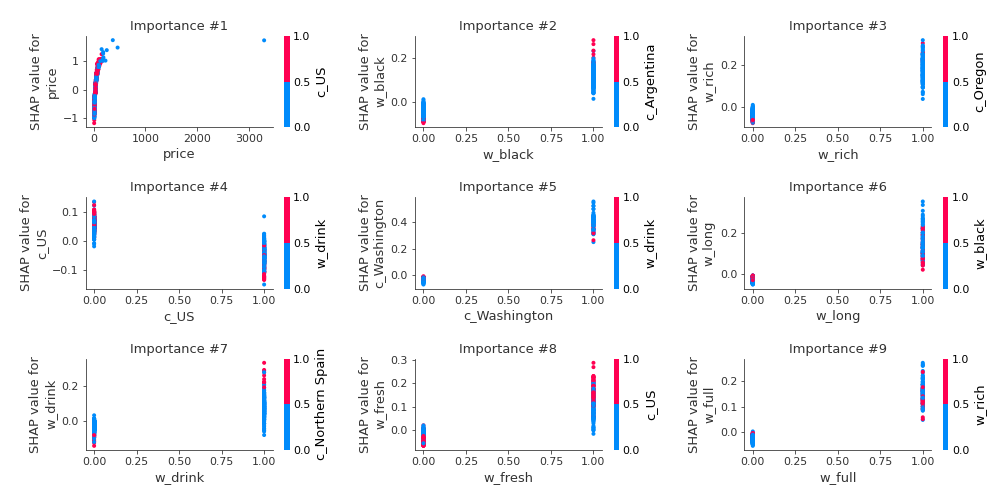 Importance #1
SHAP value for
price
1
0
−1
0
1000
2000
3000
price
1.0
0.5
0.0
c_US
Importance #2
SHAP value for
w_black
0.2
0.0
0.00
0.25
0.50
0.75
1.00
w_black
1.0
0.5
0.0
c_Argentina
Importance #3
SHAP value for
w_rich
0.2
0.0
0.00
0.25
0.50
0.75
1.00
w_rich
1.0
0.5
0.0
c_Oregon
Importance #4
SHAP value for
c_US
0.1
0.0
−0.1
0.00
0.25
0.50
0.75
1.00
c_US
1.0
0.5
0.0
w_drink
Importance #5
SHAP value for
c_Washington
0.4
0.2
0.0
0.00
0.25
0.50
0.75
1.00
c_Washington
1.0
0.5
0.0
w_drink
Importance #6
SHAP value for
w_long
0.2
0.0
0.00
0.25
0.50
0.75
1.00
w_long
1.0
0.5
0.0
w_black
Importance #7
SHAP value for
w_drink
0.2
0.0
0.00
0.25
0.50
0.75
1.00
w_drink
1.0
0.5
0.0
c_Northern Spain
Importance #8
SHAP value for
w_fresh
0.3
0.2
0.1
0.0
0.00
0.25
0.50
0.75
1.00
w_fresh
1.0
0.5
0.0
c_US
Importance #9
SHAP value for
w_full
0.2
0.1
0.0
0.00
0.25
0.50
0.75
1.00
w_full
1.0
0.5
0.0
w_rich